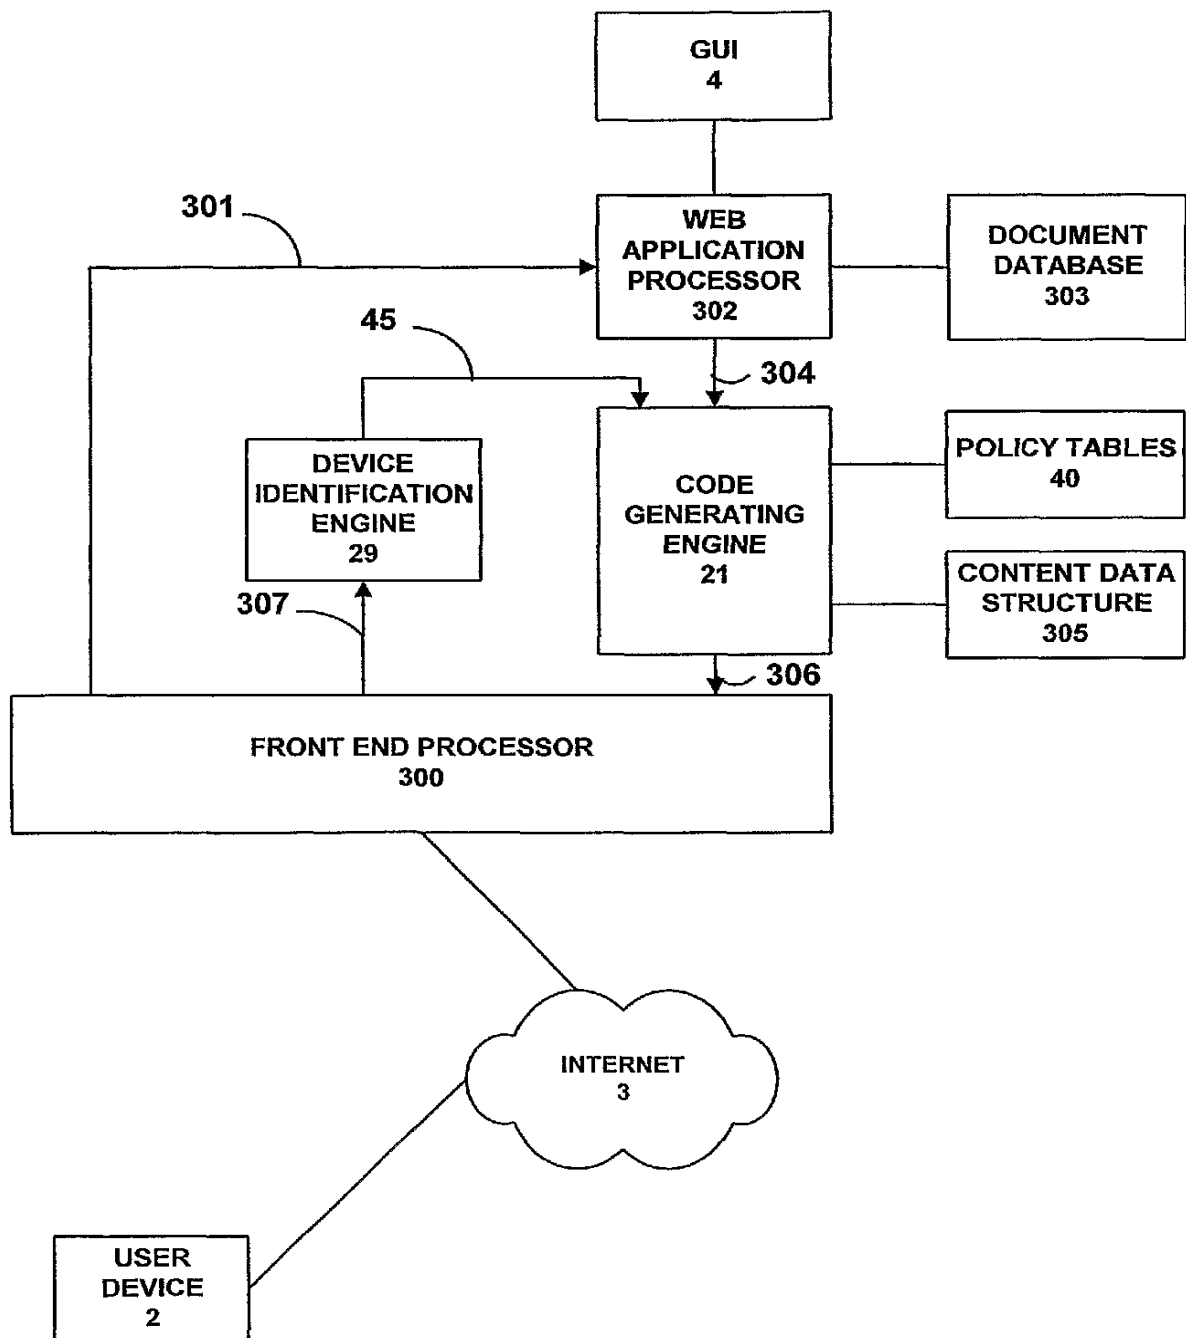 GUI
4
301
WEB
APPLICATION
PROCESSOR
302
DOCUMENT
DATABASE
303
45
304
DEVICE
IDENTIFICATION
ENGINE
29
CODE
GENERATING
ENGINE
21
POLICY TABLES
40
CONTENT DATA
STRUCTURE
305
307
306
FRONT END PROCESSOR
300
INTERNET
3
USER
DEVICE
2